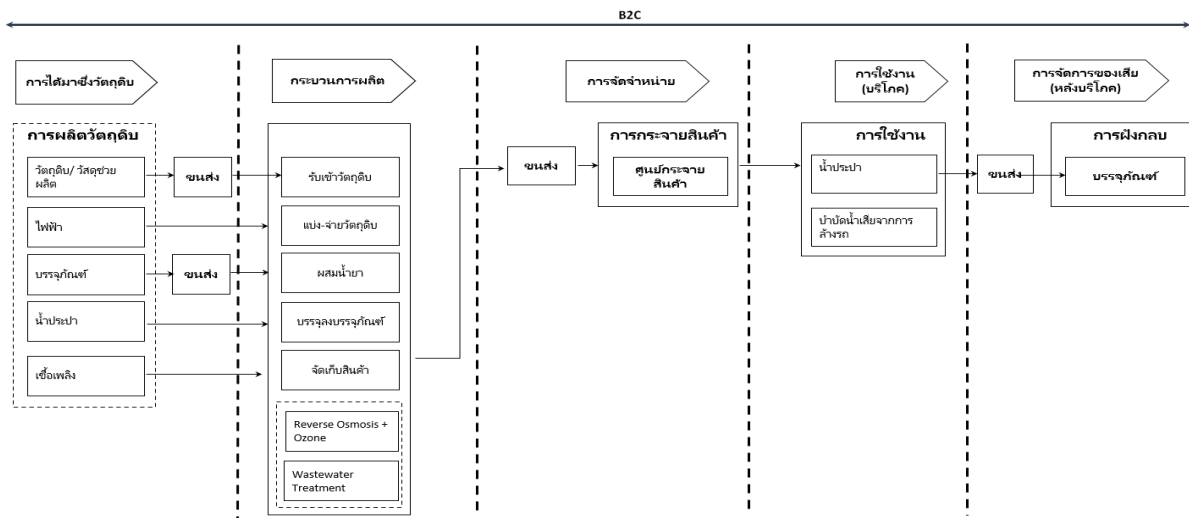 B2C
การได้มาซึ่งวัตถุดิบ
กระบวนการผลิต
การจัดจำหน่าย
การใช้งาน
(บริโภค)
การจัดการของเสีย
(หลังบริโภค)
การผลิตวัตถุดิบ
วัตถุดิบ/ วัสดุช่วย
ผลิต
ไฟฟ้า
บรรจุภัณฑ์
น้ำประปา
เชื้อเพลิง
ขนส่ง
ขนส่ง
รับเข้าวัตถุดิบ
แบ่ง-จ่ายวัตถุดิบ
ผสมน้ำยา
บรรจุลงบรรจุภัณฑ์
จัดเก็บสินค้า
Reverse Osmosis +
Ozone
Wastewater
Treatment
ขนส่ง
การกระจายสินค้า
ศูนย์กระจาย
สินค้า
การใช้งาน
น้ำประปา
บำบัดน้ำเสียจากการ
ล้างรถ
ขนส่ง
การฝังกลบ
บรรจุภัณฑ์